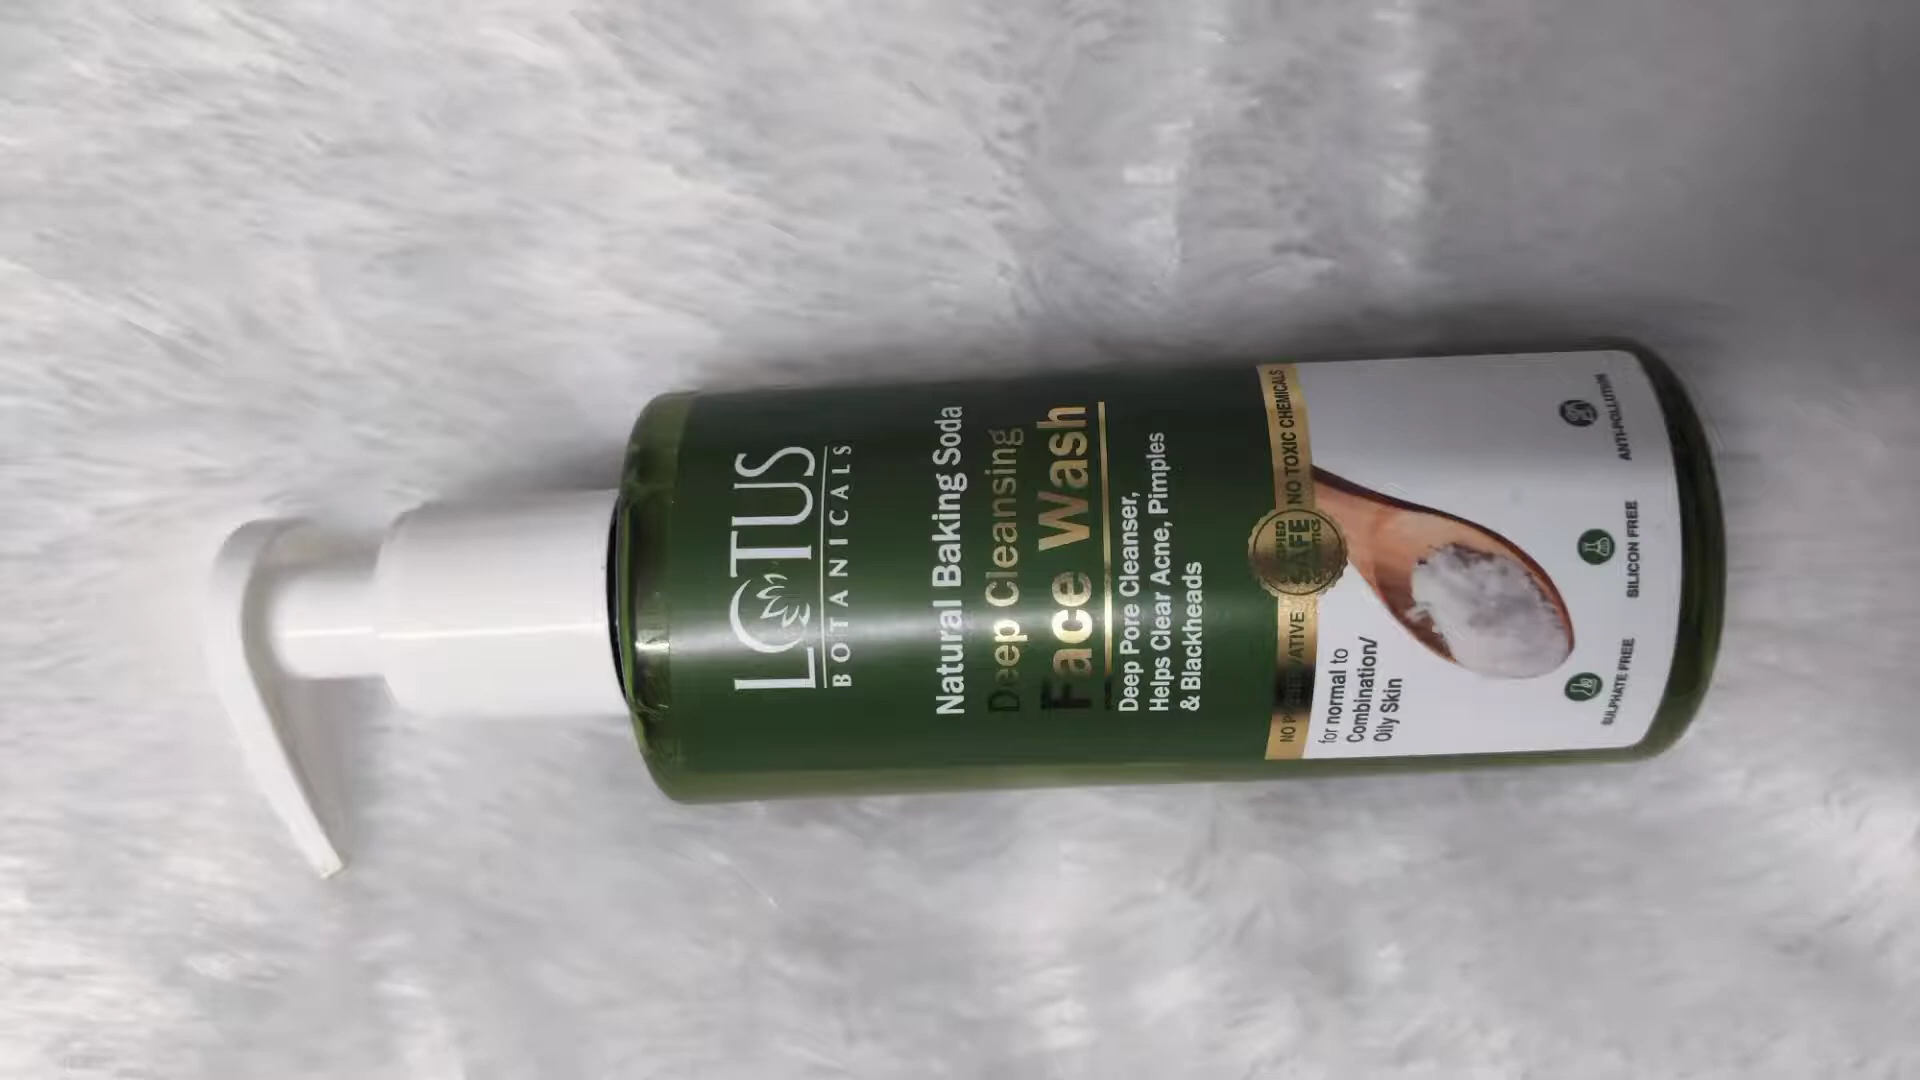 LOTUS
BOTANICALS
Natural Baking Soda
Deep Cleansing
Face Wash
Deep Pore Cleanser,
Helps Clear Acne, Pimples
& Blackheads
NO NO TOXIC CHEMICALS
SAFE
for normal to
Combination/
Oily Skin
SULPHATE FREE
SILICON FREE
ANTI-POLLUTION